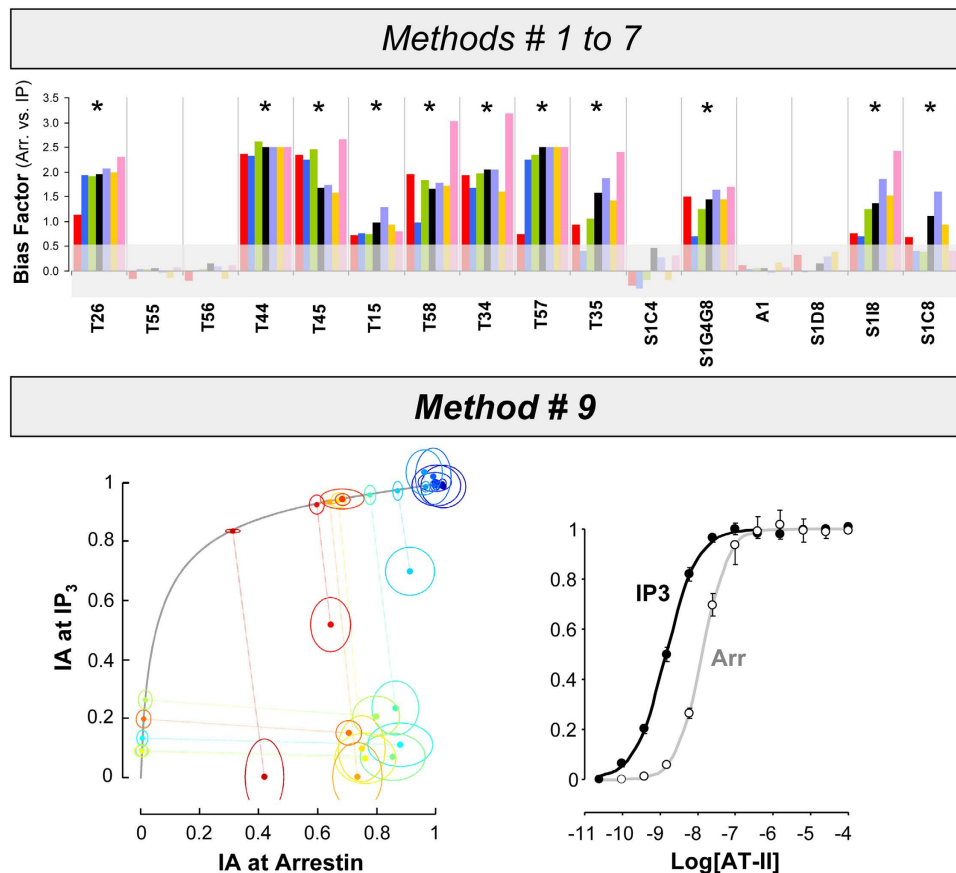 Methods # 1 to 7
Bias Factor (Arr. vs. IP)
3.5
3.0
2.5
2.0
1.5
1.0
0.5
0.0
* * * * * * * * * * *
T26 T55 T56 T44 T45 T15 T58 T34 T57 T35 S1C4 S1G4G8 A1 S1D8 S1I8 S1C8
Method # 9
IA at IP3
1
0.8
0.6
0.4
0.2
0
0 0.2 0.4 0.6 0.8 1
IA at Arrestin
1
0.8
0.6
0.4
0.2
0
IP3
Arr
-11 -10 -9 -8 -7 -6 -5 -4
Log[AT-II]